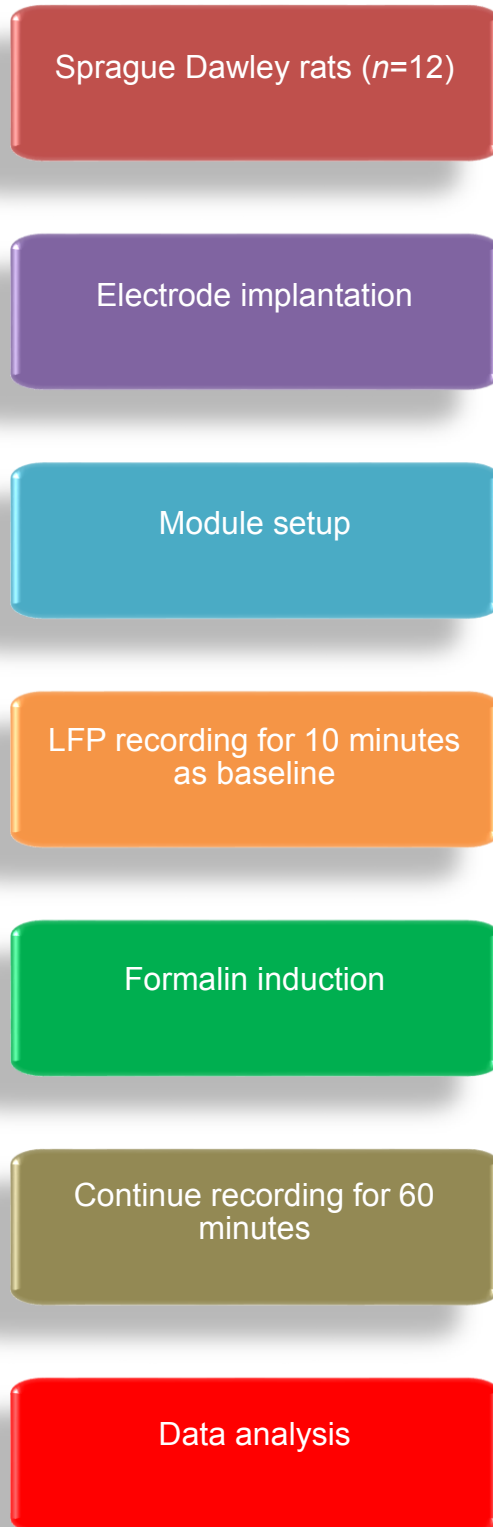 Sprague Dawley rats (n=12)
Electrode implantation
Module setup
LFP recording for 10 minutes
as baseline
Formalin induction
Continue recording for 60
minutes
Data analysis